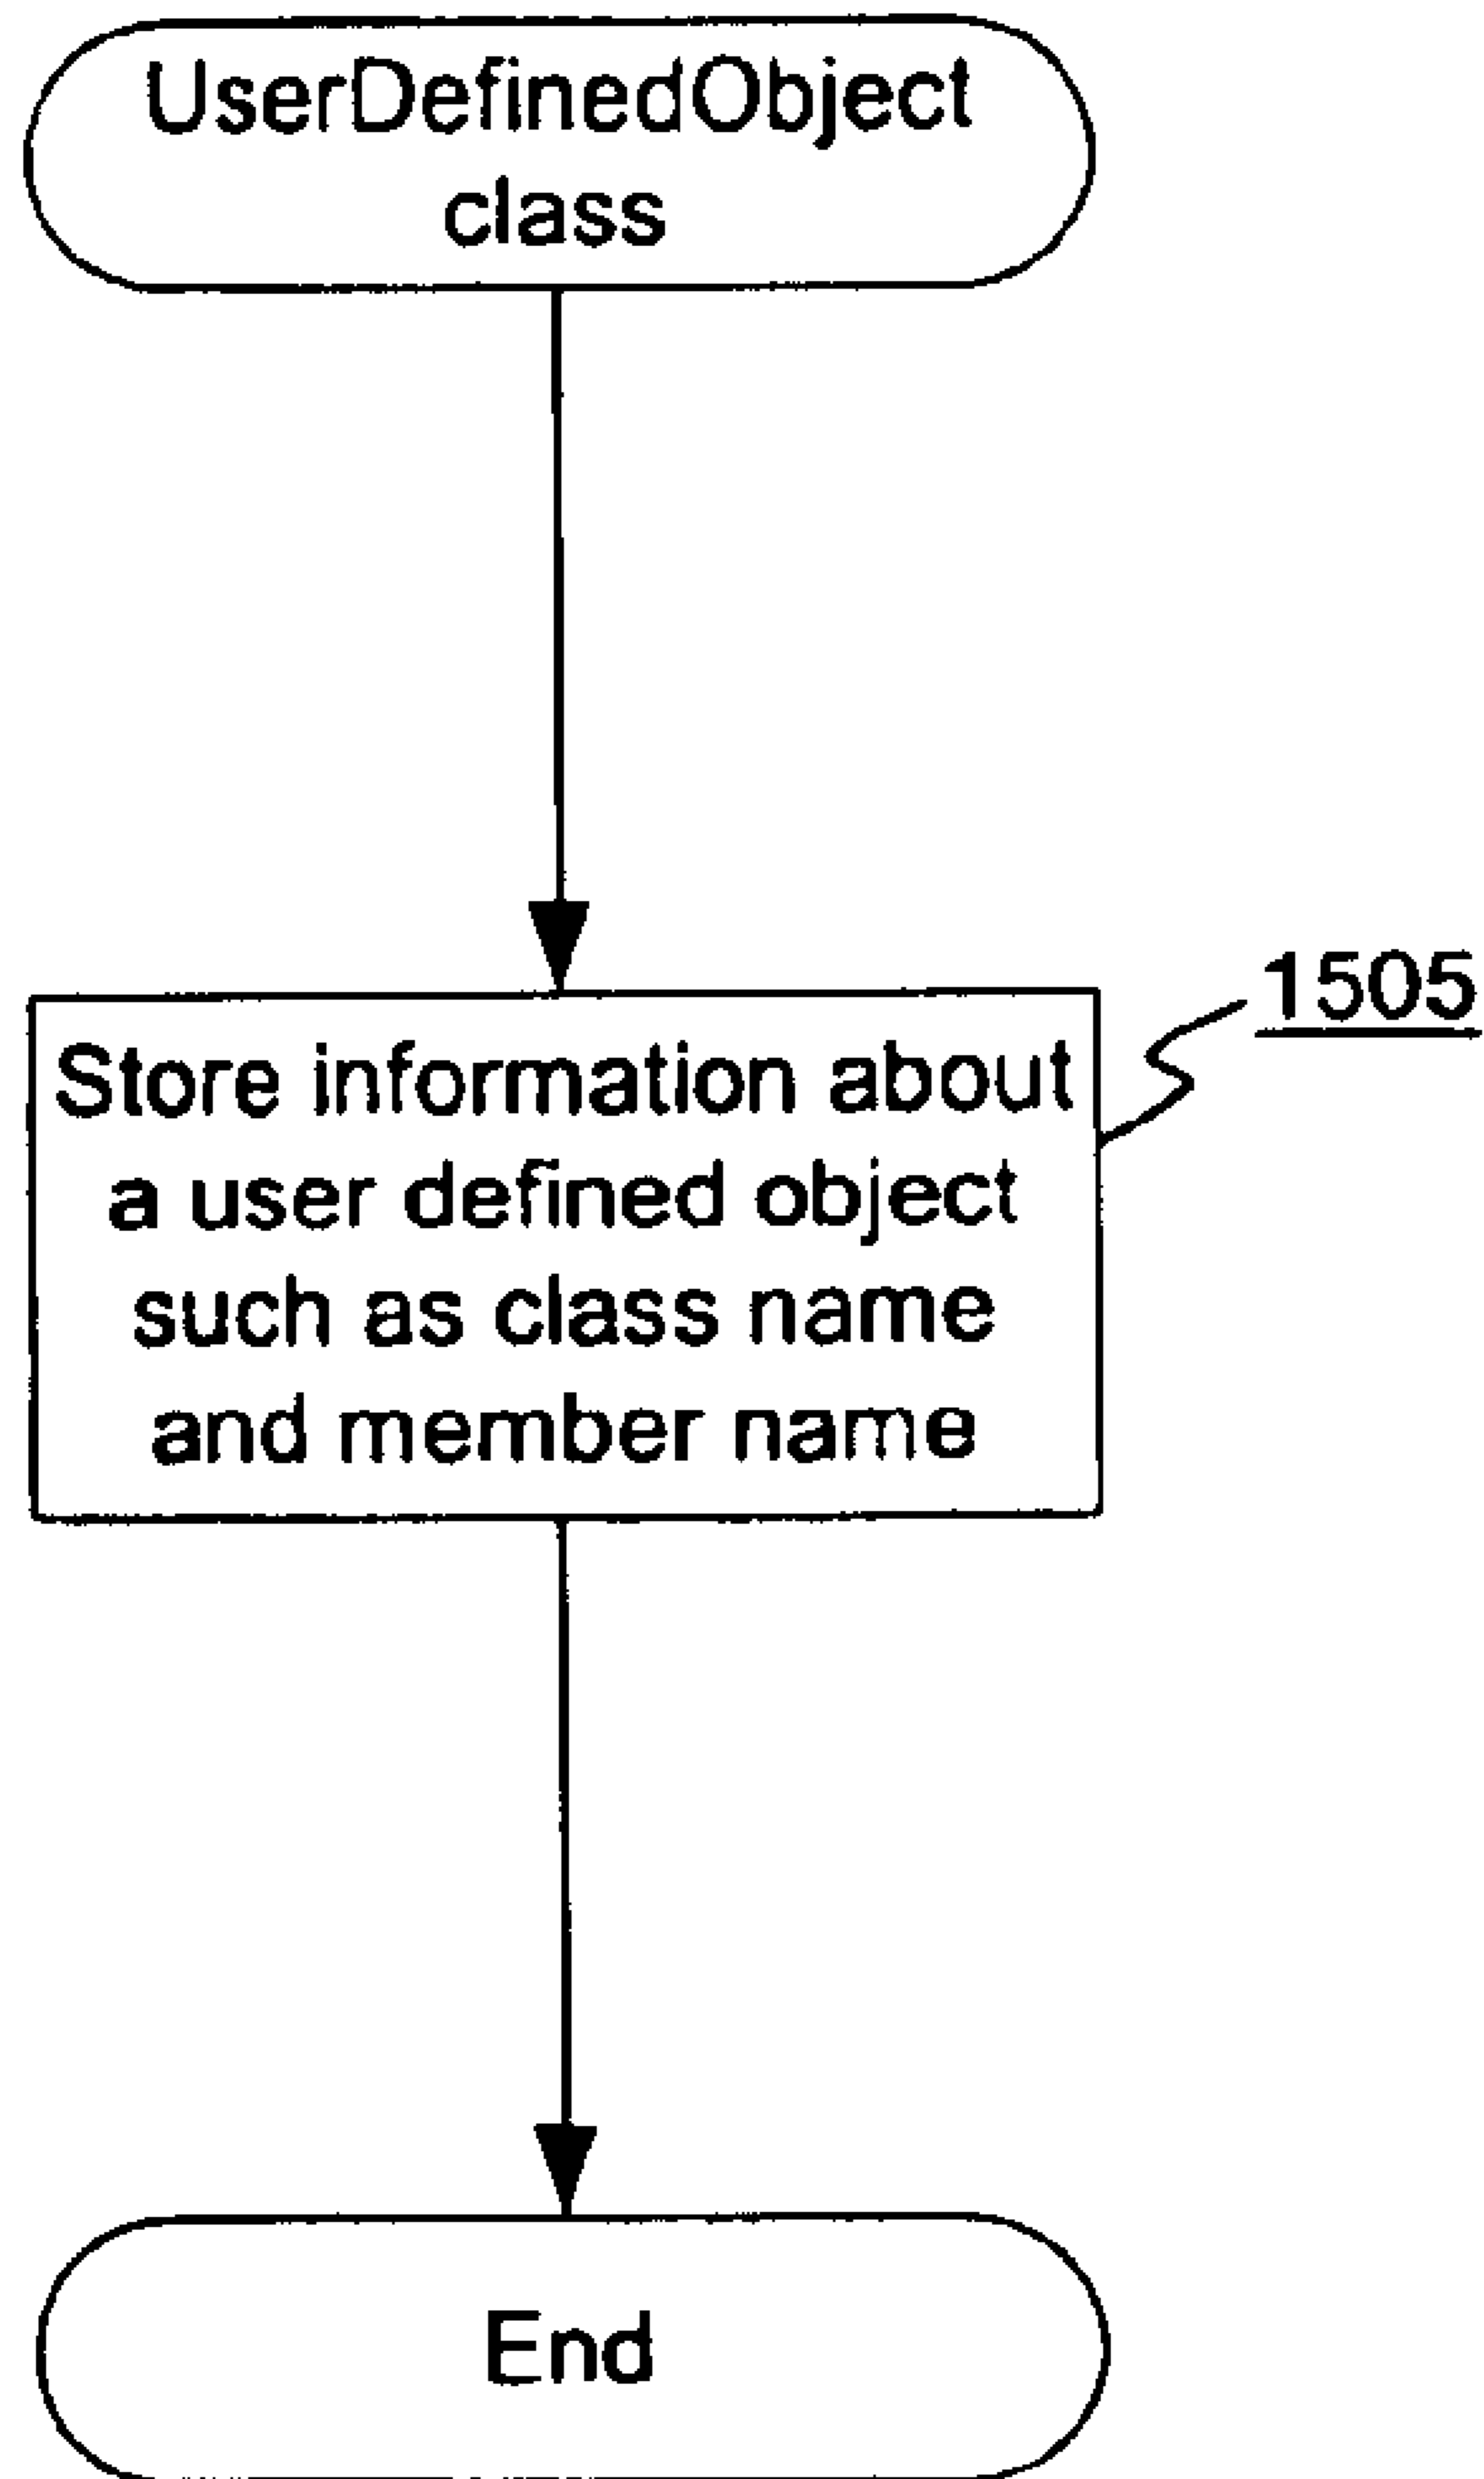 UserDefinedObject
class
1505
Store information about
a user defined object
such as class name
and member name
End